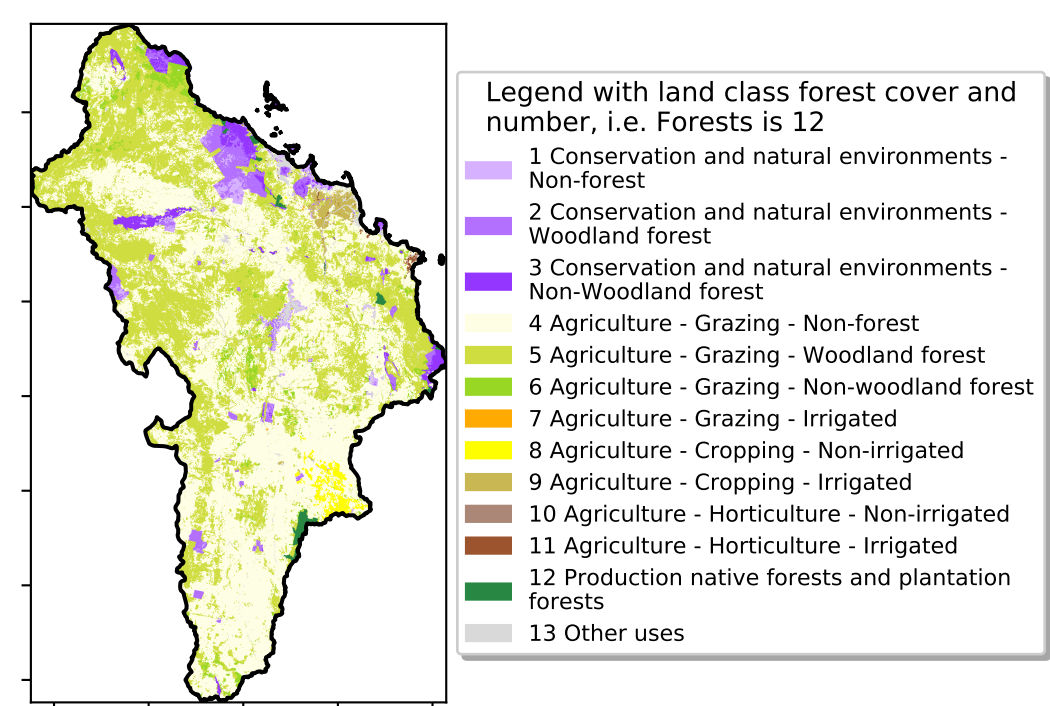 Legend with land class forest cover and
number, i.e. Forests is 12
1 Conservation and natural environments -
Non-forest
2 Conservation and natural environments -
Woodland forest
3 Conservation and natural environments -
Non-Woodland forest
4 Agriculture - Grazing - Non-forest
5 Agriculture - Grazing - Woodland forest
6 Agriculture - Grazing - Non-woodland forest
7 Agriculture - Grazing - Irrigated
8 Agriculture - Cropping - Non-irrigated
9 Agriculture - Cropping - Irrigated
10 Agriculture - Horticulture - Non-irrigated
11 Agriculture - Horticulture - Irrigated
12 Production native forests and plantation
forests
13 Other uses